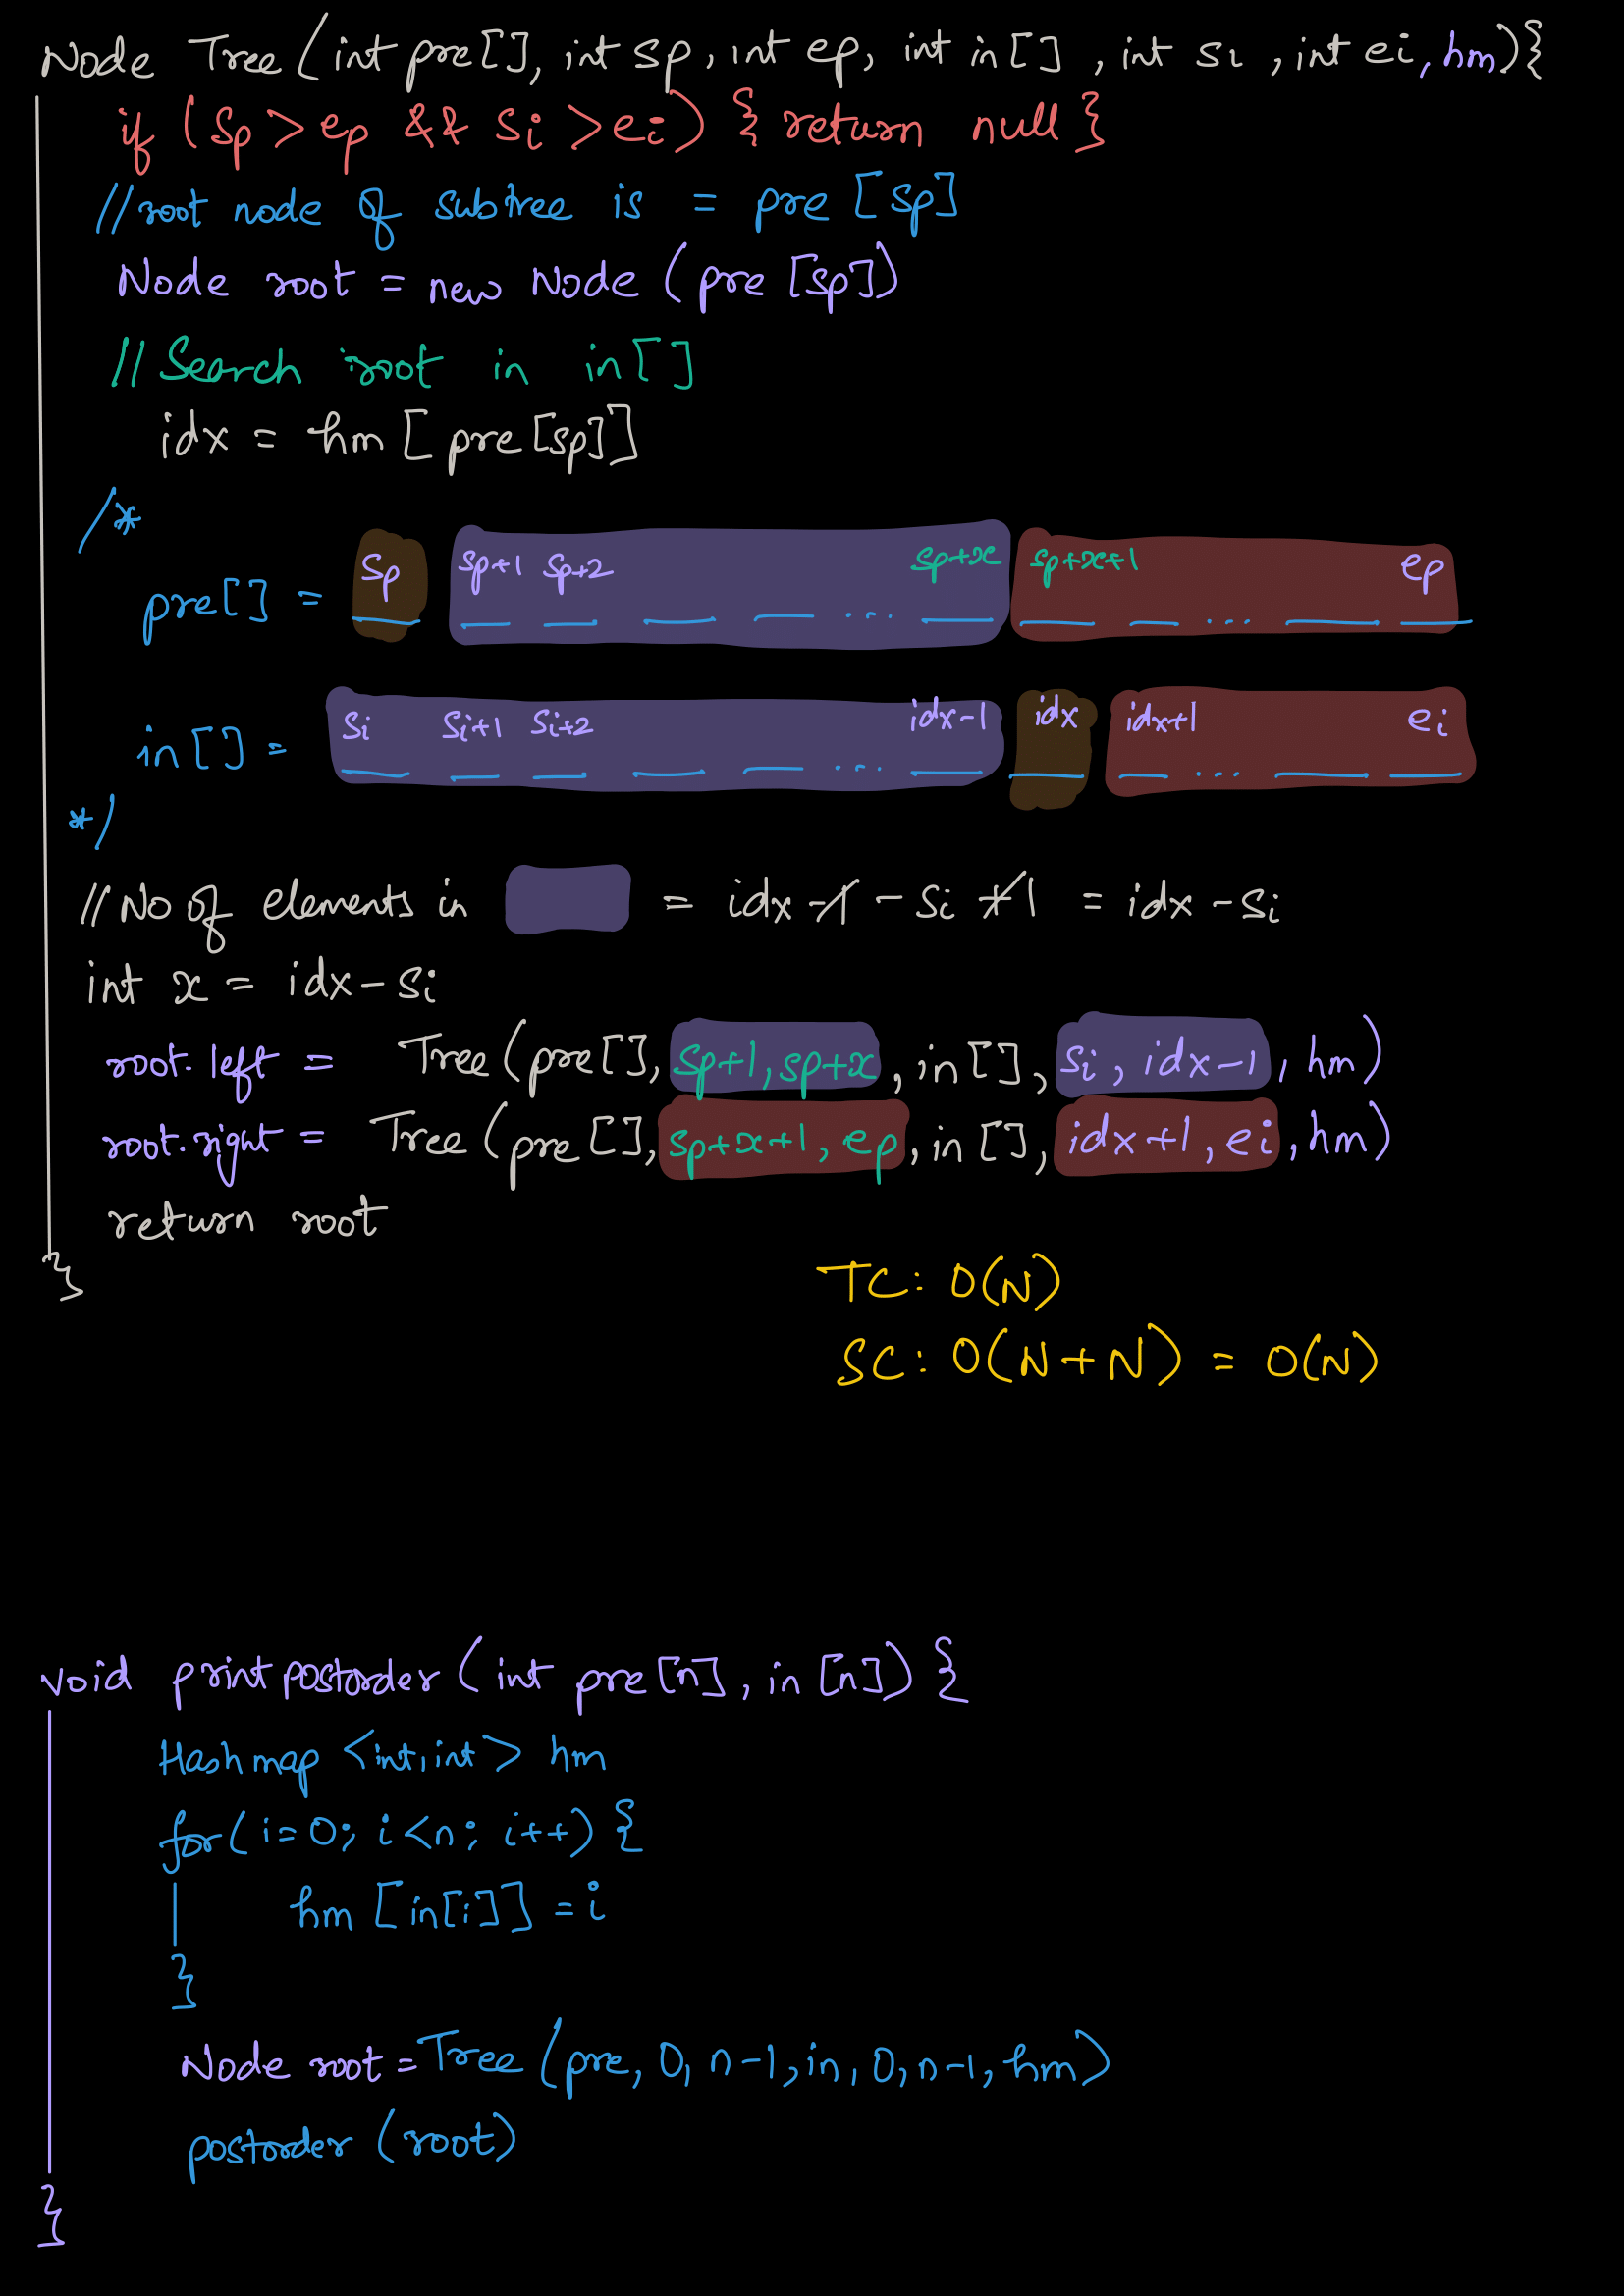 Node Tree (int pre[], int sp, int ep, int in[], int si, int ei, hm){
if (sp > ep && si > ei) { return null }
// root node of subtree is = pre [sp]
Node root = new Node (pre [sp])
// Search root in in[]
idx = hm [ pre [sp]]
/*
sp sp+1 sp+2 sp+x sp+x+1 ep
pre[] = _ _ _ _ _ ... _ _ _ ... _ _
si si+1 si+2 idx-1 idx idx+1 ei
in[] = _ _ _ _ _ ... _ _ _ ... _ _
*/
// No of elements in = idx -1 - si +1 = idx - si
int x = idx - si
root.left = Tree (pre[], sp+1, sp+x, in[], si, idx-1, hm)
root.right = Tree (pre[], sp+x+1, ep, in[], idx+1, ei, hm)
return root
}
TC: O(N)
SC: O(N+N) = O(N)
void printpostorder (int pre[n], in[n]) {
Hashmap <int, int> hm
for (i=0; i<n; i++) {
hm [in[i]] = i
}
Node root = Tree (pre, 0, n-1, in, 0, n-1, hm)
postorder (root)
}